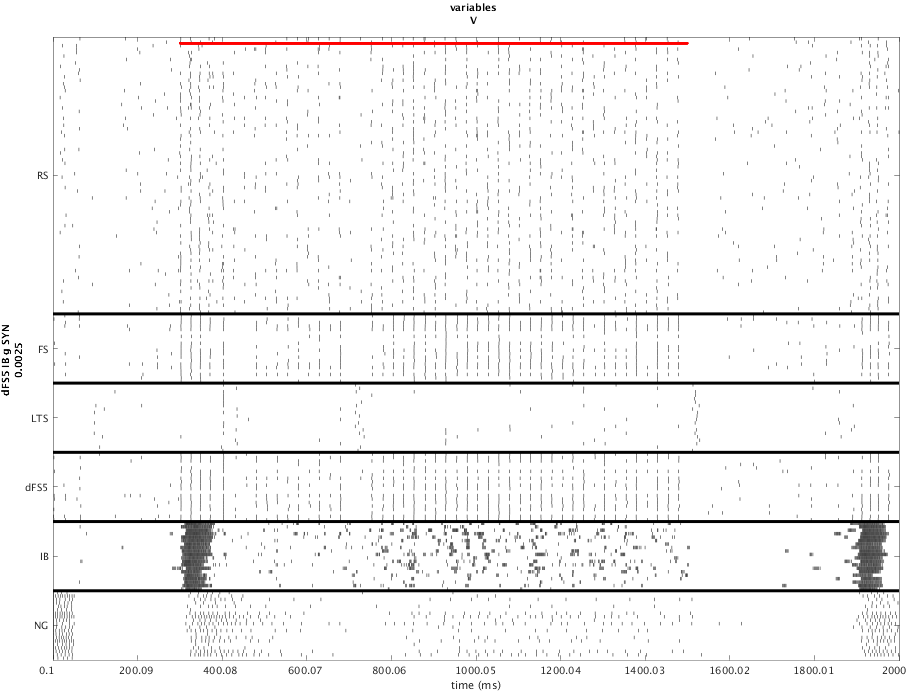 variables
V
RS
FS
LTS
dFS5
IB
NG
dFS5 IB g SYN
0.0025
0.1 200.09 400.08 600.07 800.06 1000.05 1200.04 1400.03 1600.02 1800.01 2000
time (ms)